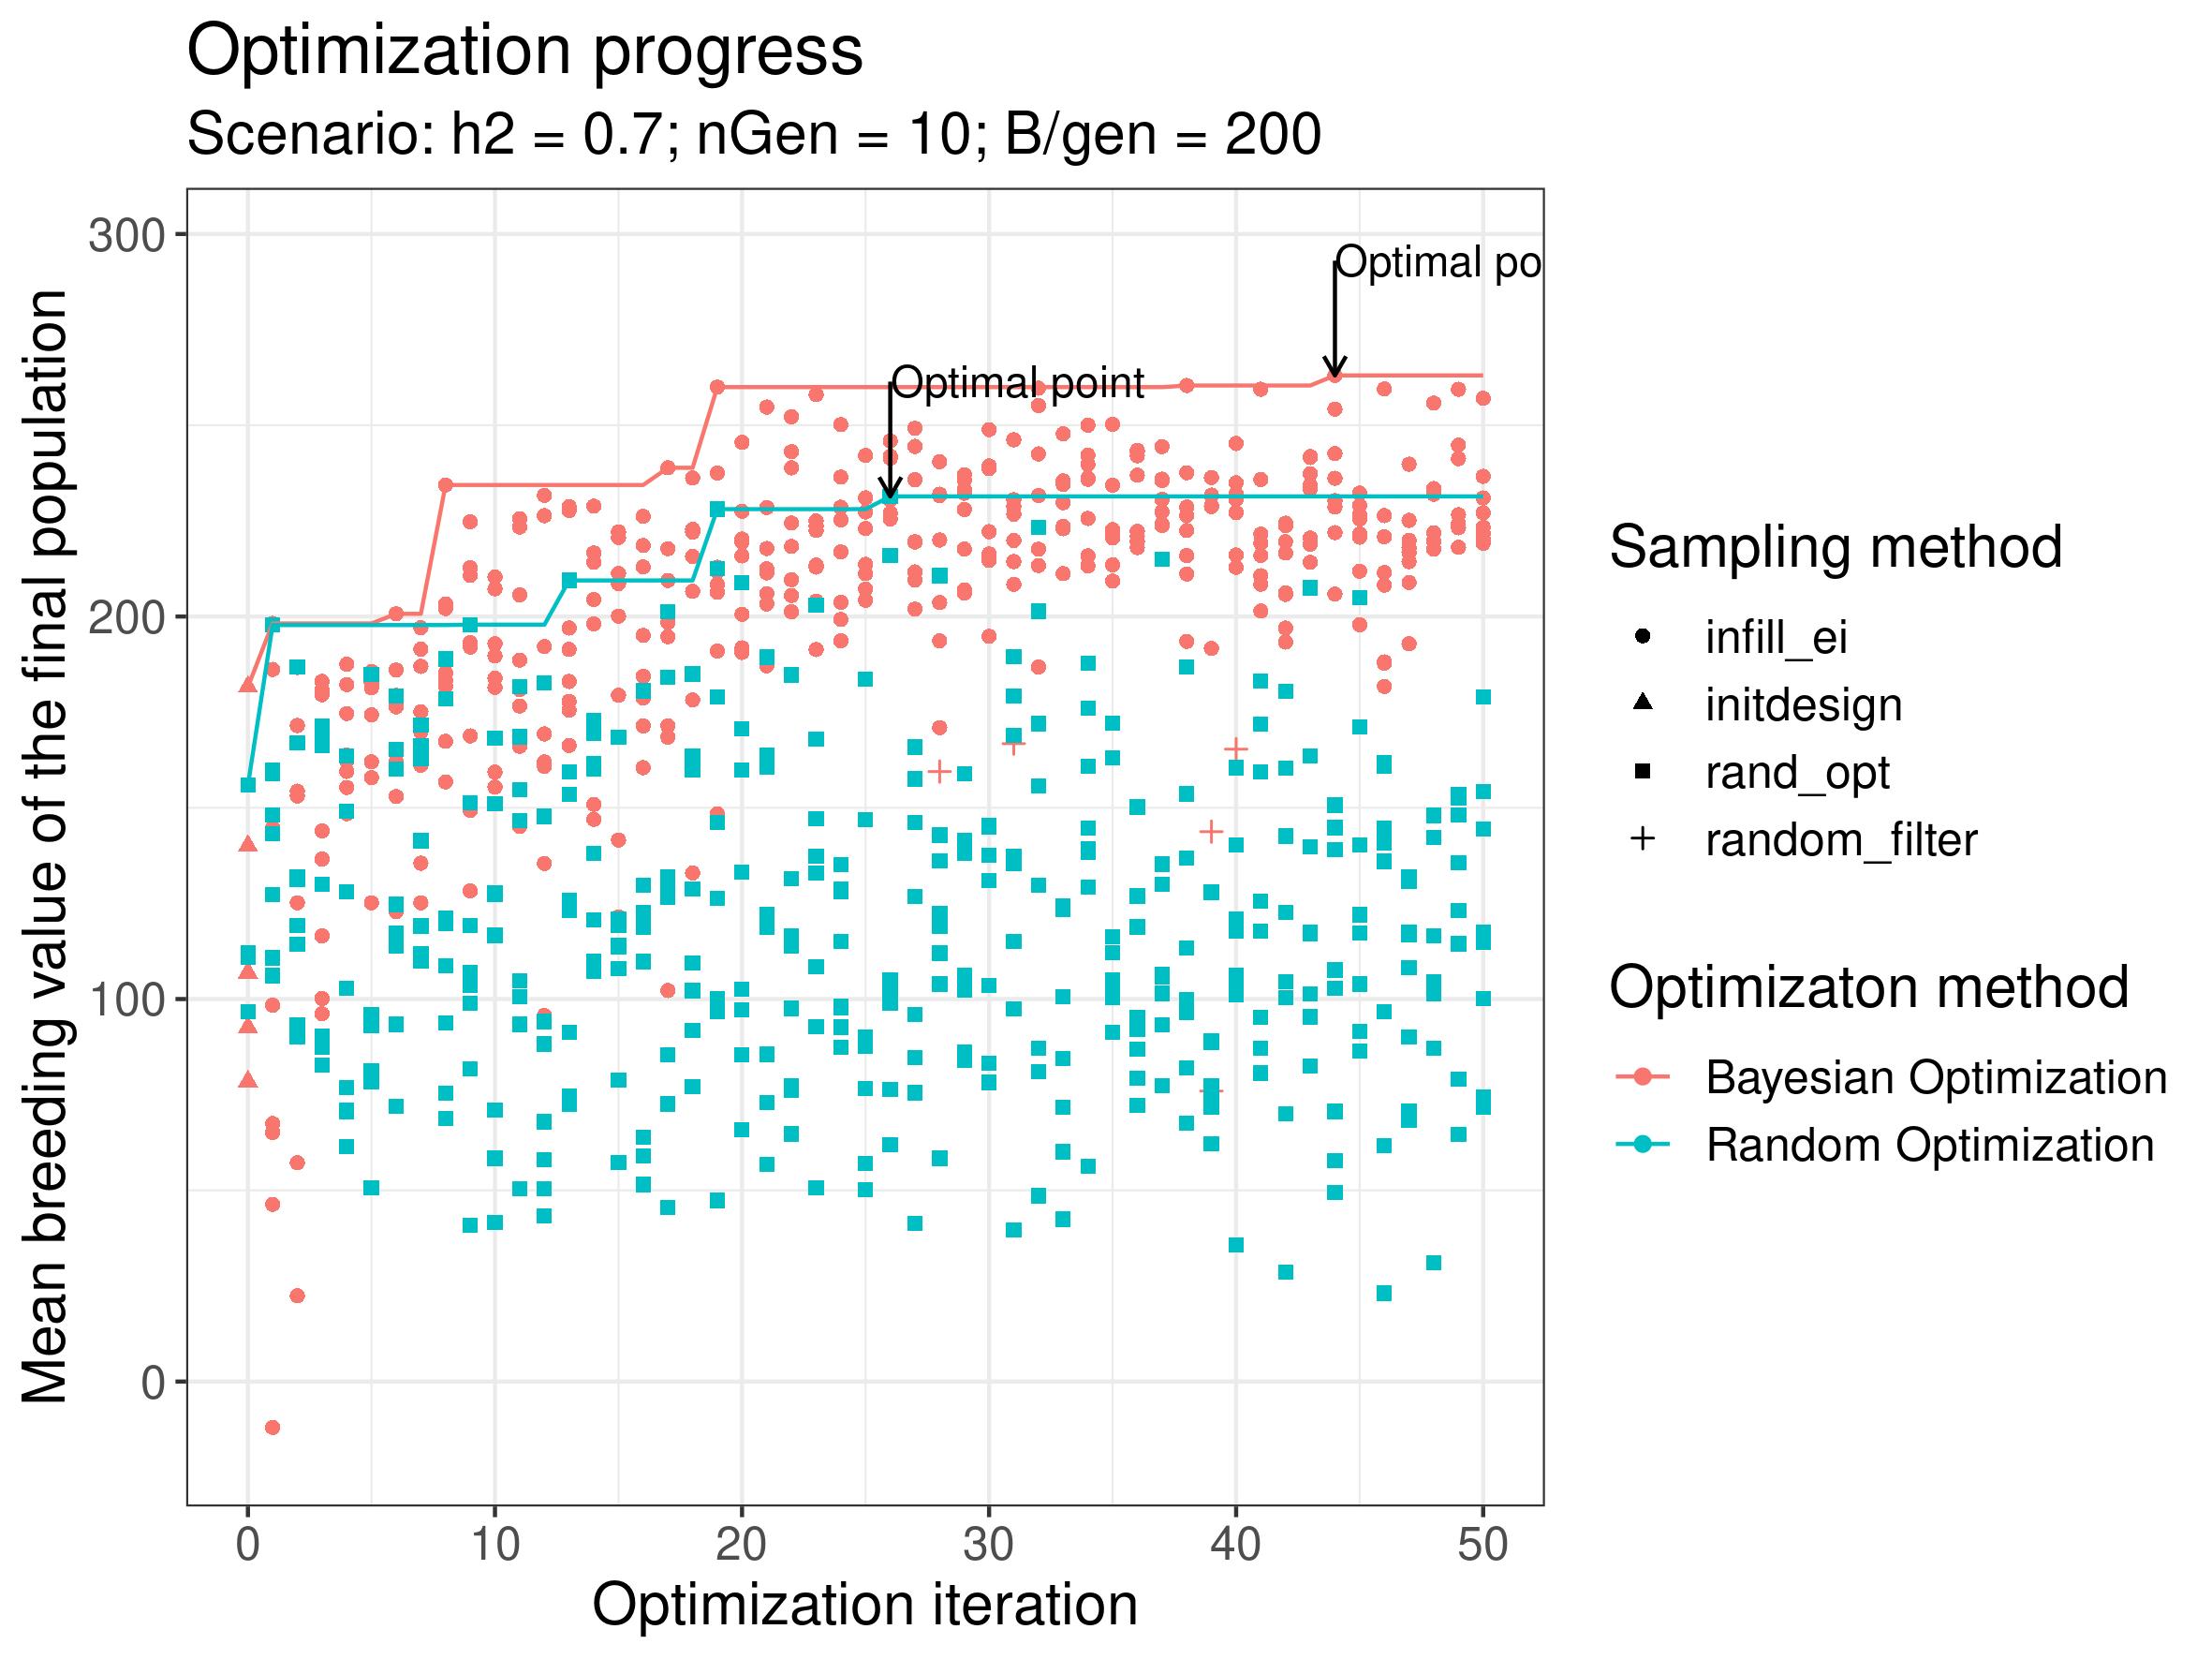 Optimization progress
Scenario: h2 = 0.7; nGen = 10; B/gen = 200
Mean breeding value of the final population
300
200
100
0
Optimal po
Optimal point
0 10 20 30 40 50
Optimization iteration
Sampling method
infill_ei
initdesign
rand_opt
random_filter
Optimizaton method
Bayesian Optimization
Random Optimization